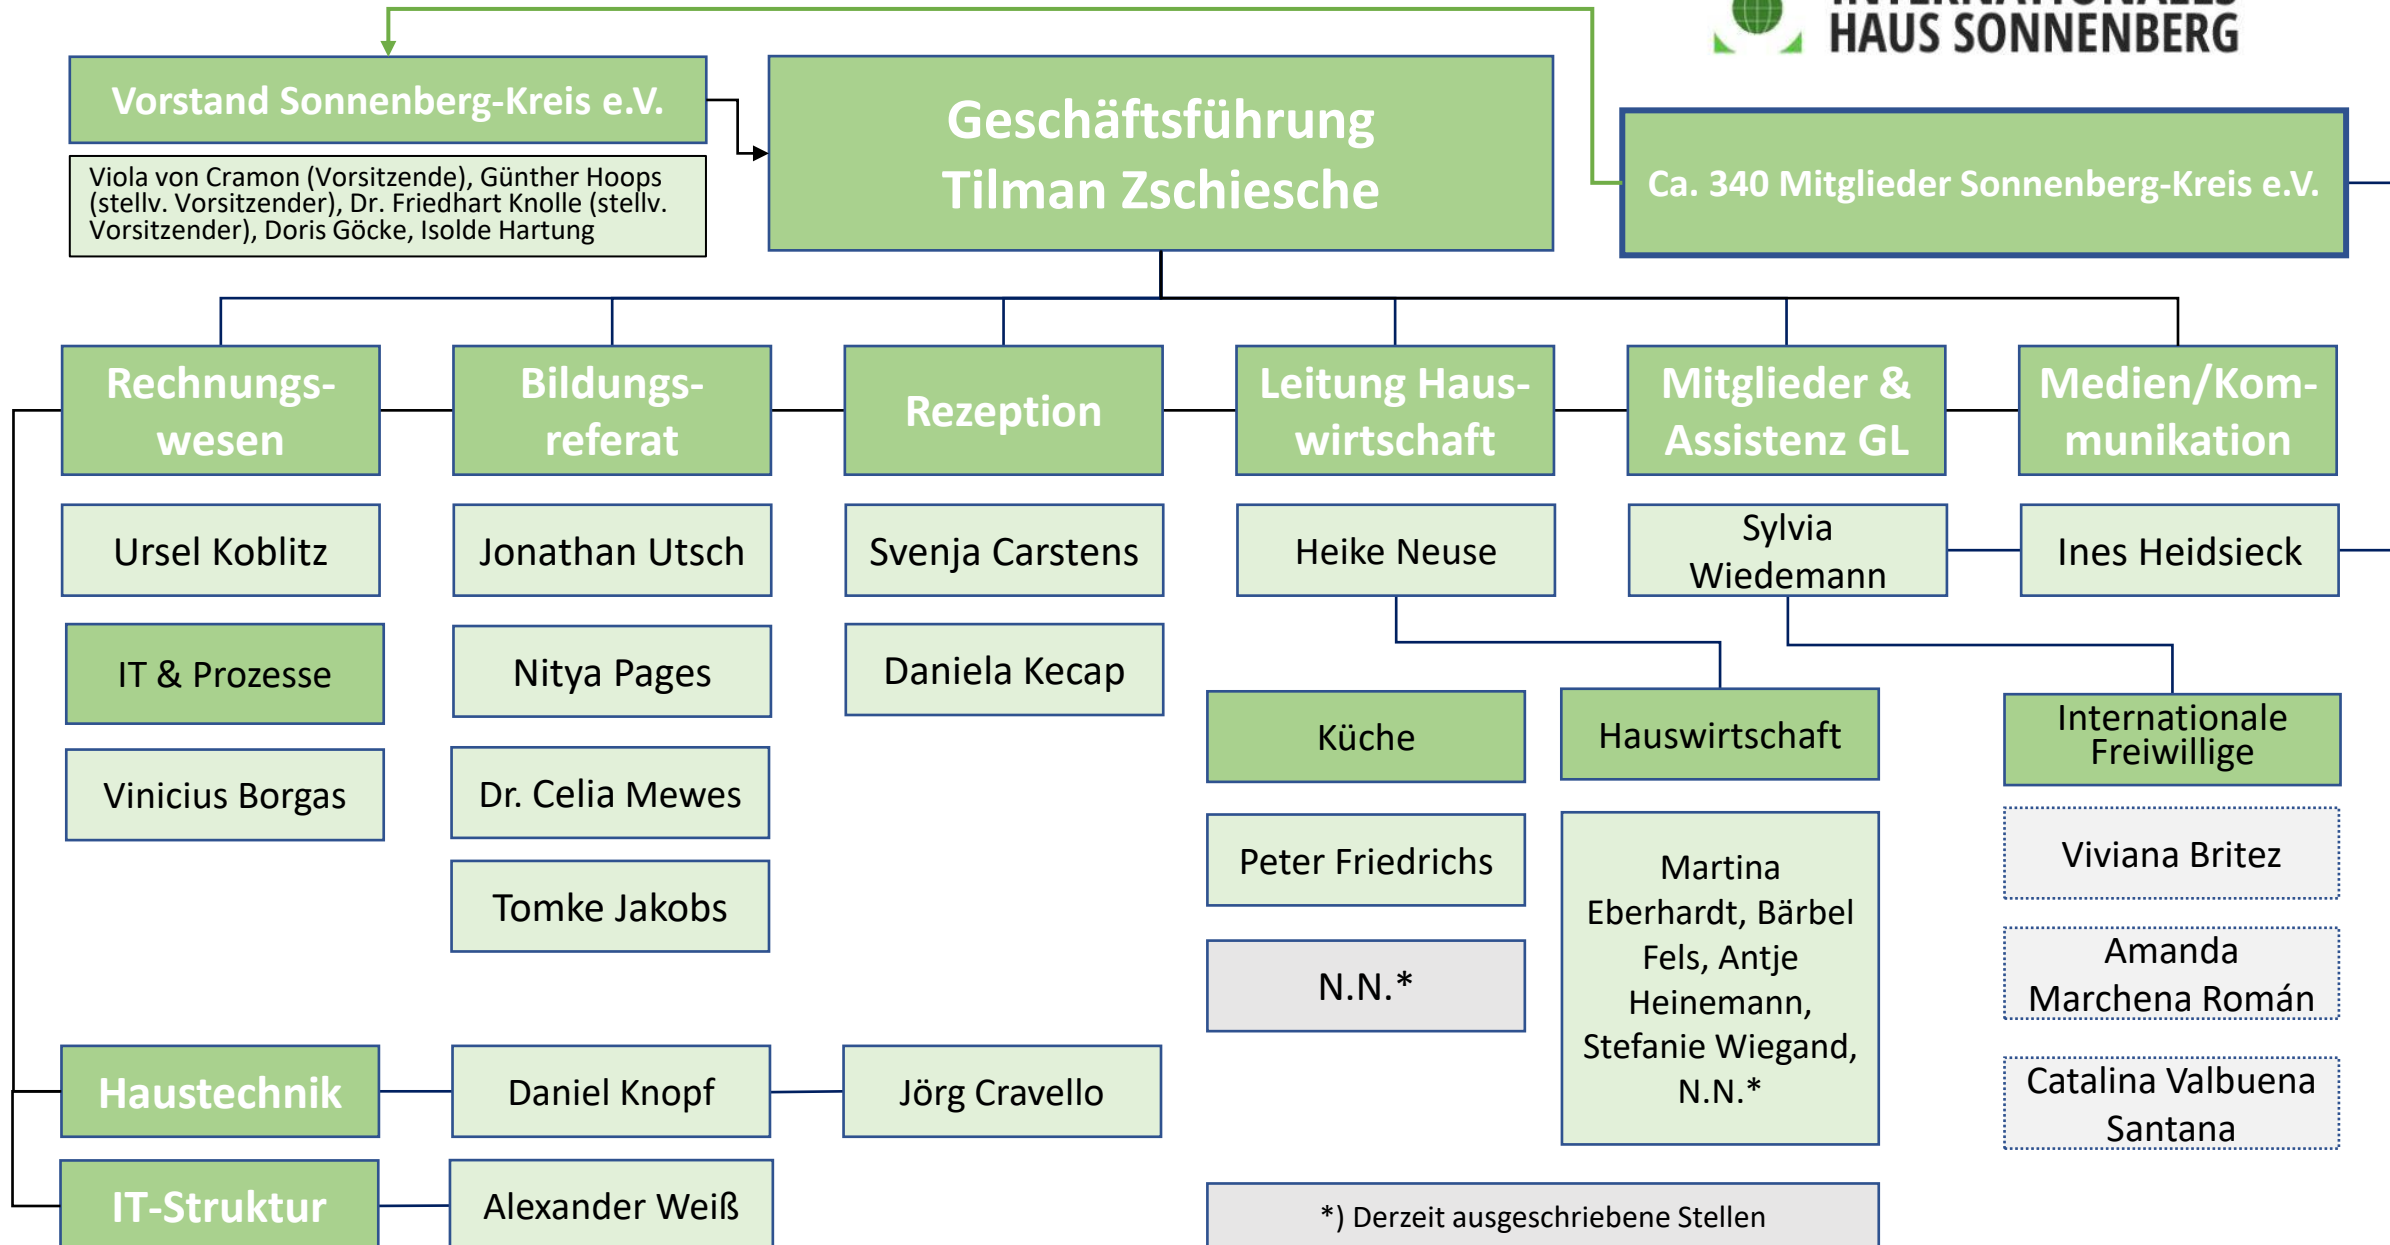 INTERNATIONALES
HAUS SONNENBERG
Vorstand Sonnenberg-Kreis e.V.
Viola von Cramon (Vorsitzende), Günther Hoops
(stellv. Vorsitzender), Dr. Friedhart Knolle (stellv.
Vorsitzender), Doris Göcke, Isolde Hartung
Geschäftsführung
Tilman Zschiesche
Ca. 340 Mitglieder Sonnenberg-Kreis e.V.
Rechnungs-
wesen
Bildungs-
referat
Rezeption
Leitung Haus-
wirtschaft
Mitglieder &
Assistenz GL
Medien/Kom-
munikation
Ursel Koblitz
Jonathan Utsch
Svenja Carstens
Heike Neuse
Sylvia
Wiedemann
Ines Heidsieck
IT & Prozesse
Nitya Pages
Daniela Kecap
Küche
Hauswirtschaft
Internationale
Freiwillige
Vinicius Borgas
Dr. Celia Mewes
Peter Friedrichs
Martina
Eberhardt, Bärbel
Fels, Antje
Heinemann,
Stefanie Wiegand,
N.N.*
Viviana Britez
Tomke Jakobs
N.N.*
Amanda
Marchena Román
Haustechnik
Daniel Knopf
Jörg Cravello
Catalina Valbuena
Santana
IT-Struktur
Alexander Weiß
*) Derzeit ausgeschriebene Stellen